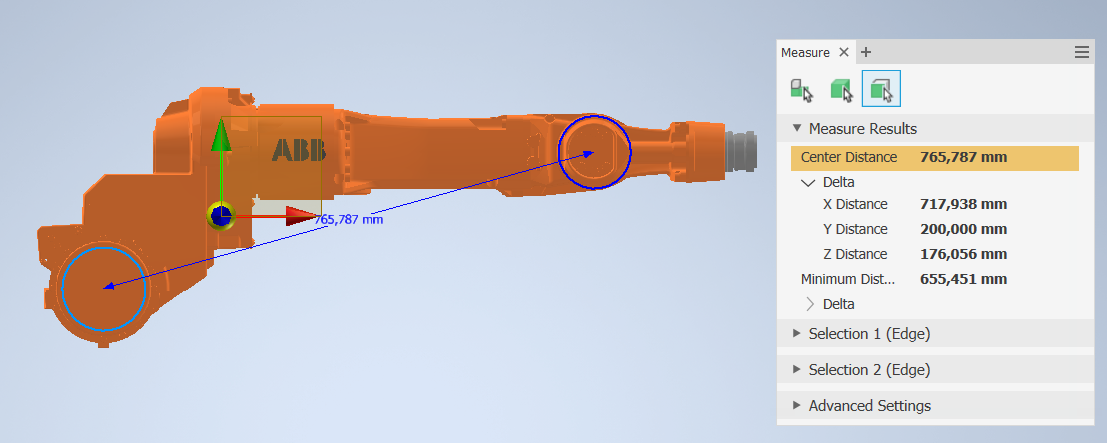 ABB
765,787 mm
Measure
Measure Results
Center Distance 765,787 mm
Delta
X Distance 717,938 mm
Y Distance 200,000 mm
Z Distance 176,056 mm
Minimum Dist... 655,451 mm
Delta
Selection 1 (Edge)
Selection 2 (Edge)
Advanced Settings